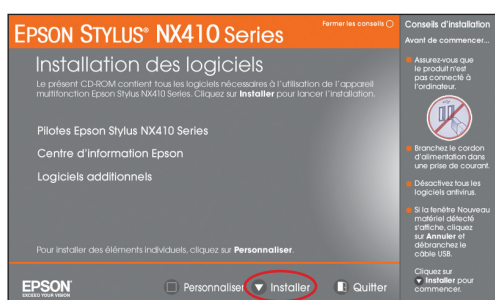 EPSON STYLUS® NX410 Series
Fermer les conseils
Installation des logiciels
Le présent CD-ROM contient tous les logiciels nécessaires à l'utilisation de l'appareil
multifonction Epson Stylus NX410 Series. Cliquez sur Installer pour lancer l'installation.
Pilotes Epson Stylus NX410 Series
Centre d'information Epson
Logiciels additionnels
Pour installer des éléments individuels, cliquez sur Personnaliser.
EPSON®
EXCEED YOUR VISION
Personnaliser
Installer
Quitter
Conseils d'installation
Avant de commencer...
Assurez-vous que
le produit n'est
pas connecté à
l'ordinateur.
Branchez le cordon
d'alimentation dans
une prise de courant.
Désactivez tous les
logiciels antivirus.
Si la fenêtre Nouveau
matériel détecté
s'affiche, cliquez
sur Annuler et
débranchez le
câble USB.
Cliquez sur
Installer pour
commencer.